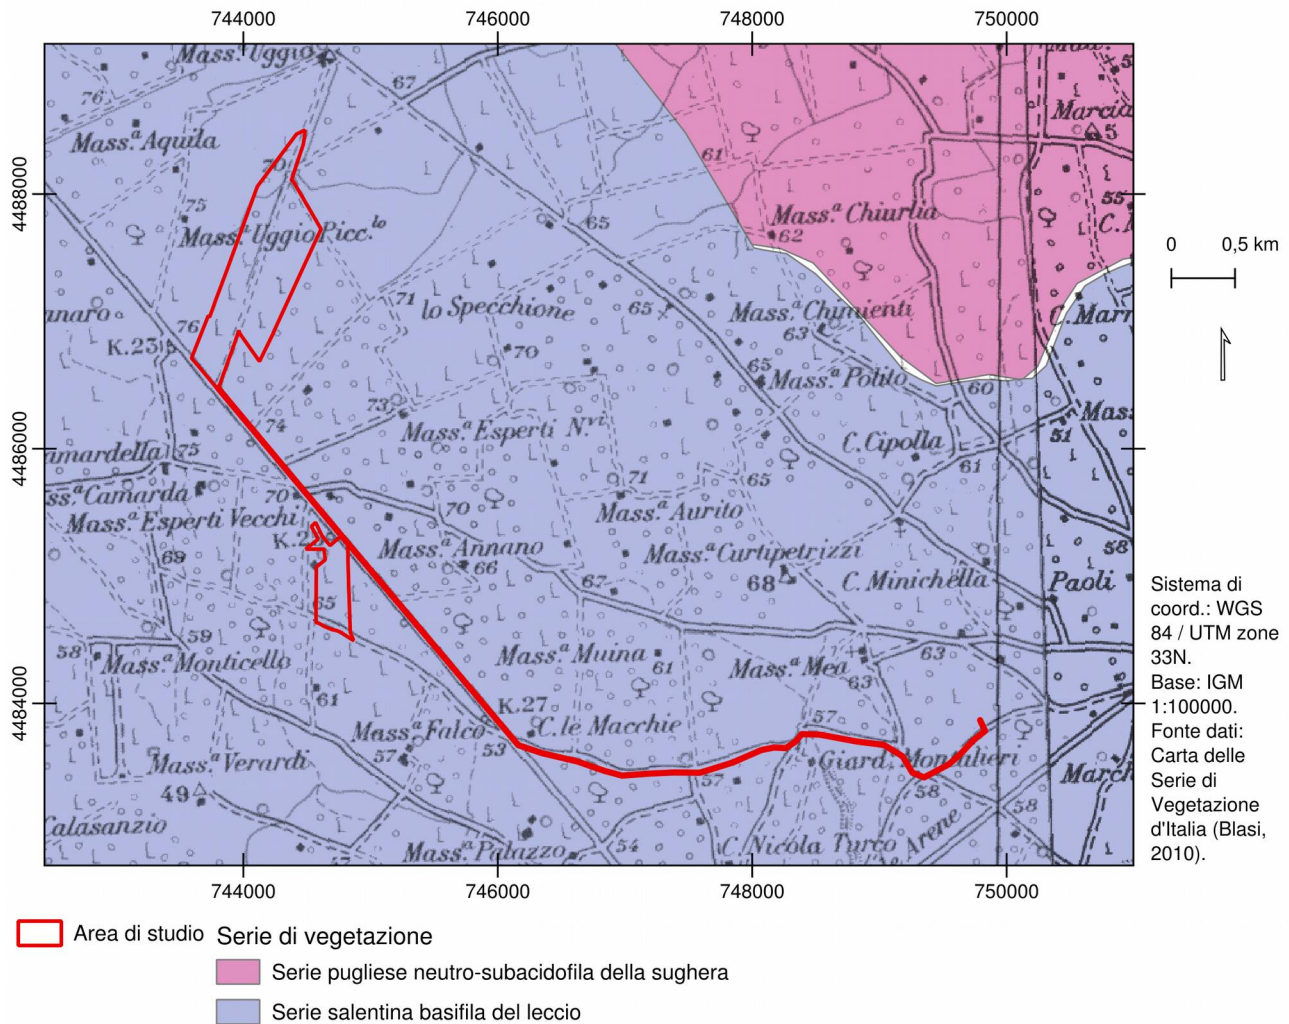 744000 746000 748000 750000
Mass.ª Uggio
67
76
Marcia
5
Mass.ª Aquila
61
70
4488000
55
75
65
Mass.ª Chiurlia
62
Mass.ª Uggio Picc.lo
0 0,5 km
71
lo Specchione
65
Mass.ª Chimienti
63
C. Marr
anaro
76
K.23
70
65
Mass.ª Polito
60
73
74
Mass.ª Esperti N.vi
C. Cipolla
51
61
4486000
amardella
75
ss.ª Camarda
70
71
65
70
Mass.ª Aurito
Mass.ª Esperti Vecchi
Mass.ª Annano
66
Mass.ª Curtipetrizzi
68
58
69
67
C. Minichella
Paoli
65
59
58
Mass.ª Monticello
Mass.ª Muina
61
Mass.ª Mea
63
63
61
4484000
K.27
C. le Macchie
57
Mass.ª Falco
53
57
Mass.ª Verardi
Giard. Montalieri
57
58
58
49
March
Calasanzio
Mass.ª Palazzo
54
C. Nicola Turco
Arene
57
744000 746000 748000 750000
Sistema di
coord.: WGS
84 / UTM zone
33N.
Base: IGM
1:100000.
Fonte dati:
Carta delle
Serie di
Vegetazione
d'Italia (Blasi,
2010).
Area di studio
Serie di vegetazione
Serie pugliese neutro-subacidofila della sughera
Serie salentina basifila del leccio